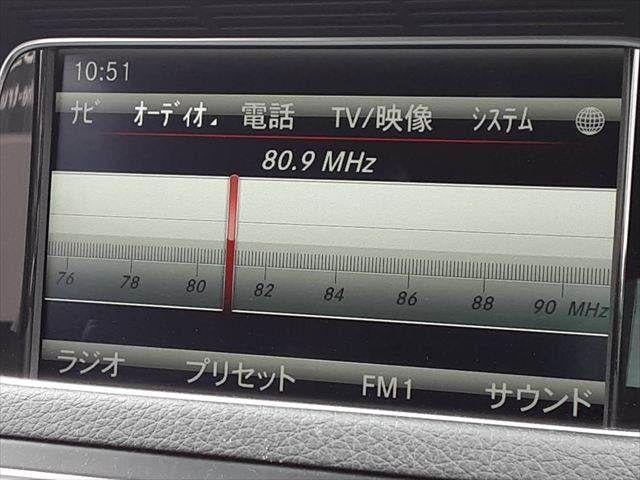 10:51
ﾅﾋﾞ ｵｰﾃﾞｨｵ 電話 TV/映像 ｼｽﾃﾑ
80.9 MHz
76 78 80 82 84 86 88 90 MHz
ラジオ プリセット FM1 サウンド